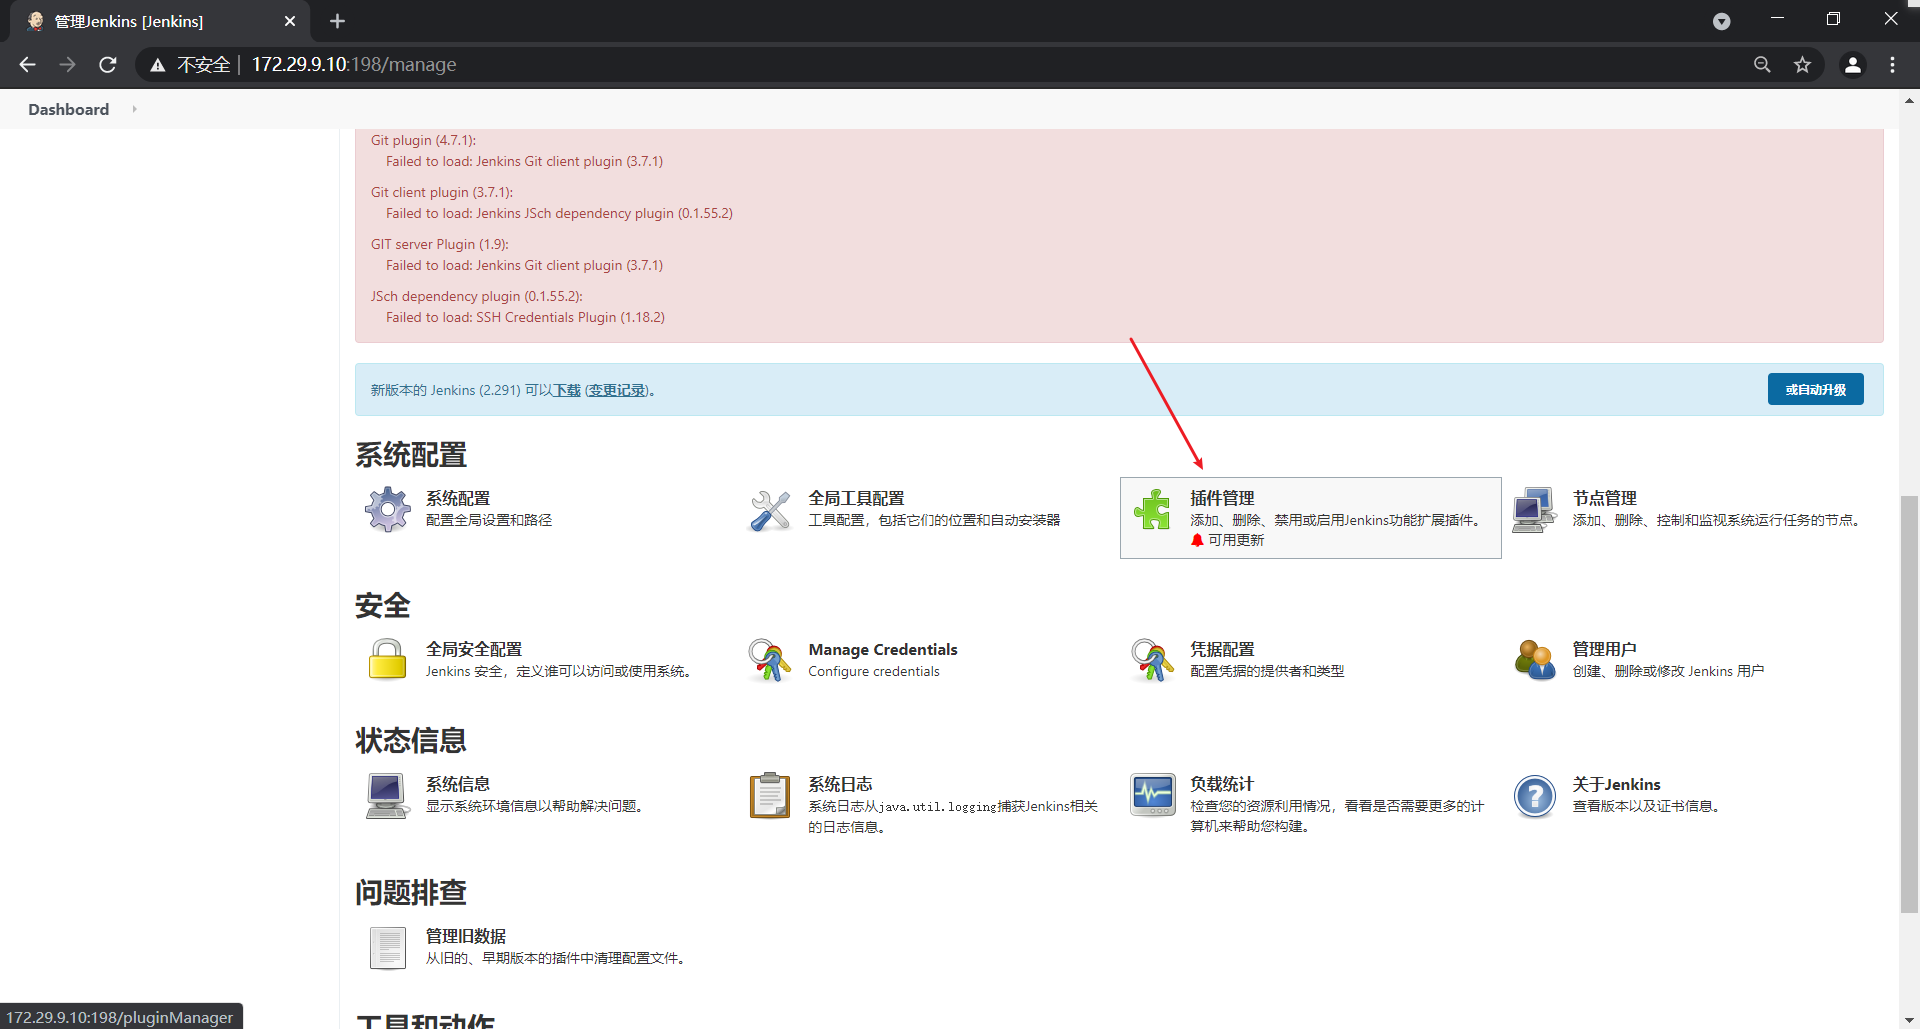 管理Jenkins [Jenkins]
不安全 | 172.29.9.10:198/manage
Dashboard
Git plugin (4.7.1):
Failed to load: Jenkins Git client plugin (3.7.1)
Git client plugin (3.7.1):
Failed to load: Jenkins JSch dependency plugin (0.1.55.2)
GIT server Plugin (1.9):
Failed to load: Jenkins Git client plugin (3.7.1)
JSch dependency plugin (0.1.55.2):
Failed to load: SSH Credentials Plugin (1.18.2)
新版本的 Jenkins (2.291) 可以下载 (变更记录)。
或自动升级
系统配置
系统配置
配置全局设置和路径
全局工具配置
工具配置，包括它们的位置和自动安装器
插件管理
添加、删除、禁用或启用Jenkins功能扩展插件。
可用更新
节点管理
添加、删除、控制和监视系统运行任务的节点。
安全
全局安全配置
Jenkins 安全，定义谁可以访问或使用系统。
Manage Credentials
Configure credentials
凭据配置
配置凭据的提供者和类型
管理用户
创建、删除或修改 Jenkins 用户
状态信息
系统信息
显示系统环境信息以帮助解决问题。
系统日志
系统日志从java.util.logging捕获Jenkins相关
的日志信息。
负载统计
检查您的资源利用情况，看看是否需要更多的计
算机来帮助您构建。
关于Jenkins
查看版本以及证书信息。
问题排查
管理旧数据
从旧的、早期版本的插件中清理配置文件。
工具和动作
172.29.9.10:198/pluginManager